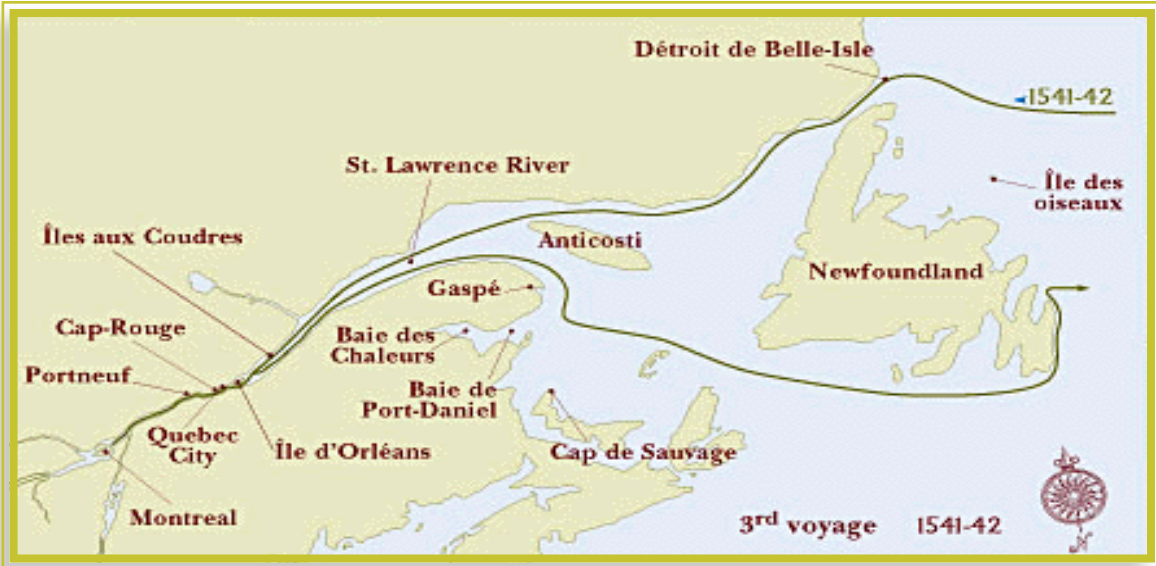 Détroit de Belle-Isle
1541-42
St. Lawrence River
Île des
oiseaux
Îles aux Coudres
Anticosti
Newfoundland
Gaspé
Cap-Rouge
Baie des
Chaleurs
Portneuf
Baie de
Port-Daniel
Quebec
City
Île d'Orléans
Cap de Sauvage
Montreal
3rd voyage 1541-42
N